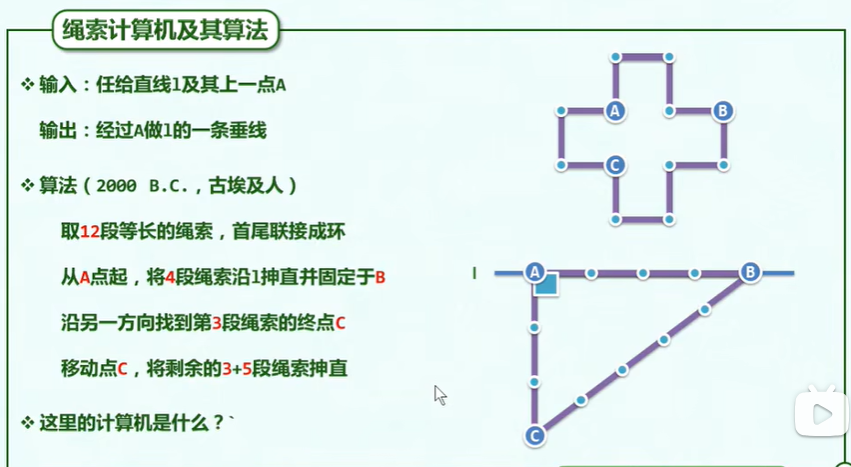 绳索计算机及其算法
❖ 输入：任给直线l及其上一点A
输出：经过A做l的一条垂线
❖ 算法（2000 B.C.，古埃及人）
取12段等长的绳索，首尾联接成环
从A点起，将4段绳索沿l抻直并固定于B
沿另一方向找到第3段绳索的终点C
移动点C，将剩余的3+5段绳索抻直
❖ 这里的计算机是什么？`
A
B
C
l
A
B
C